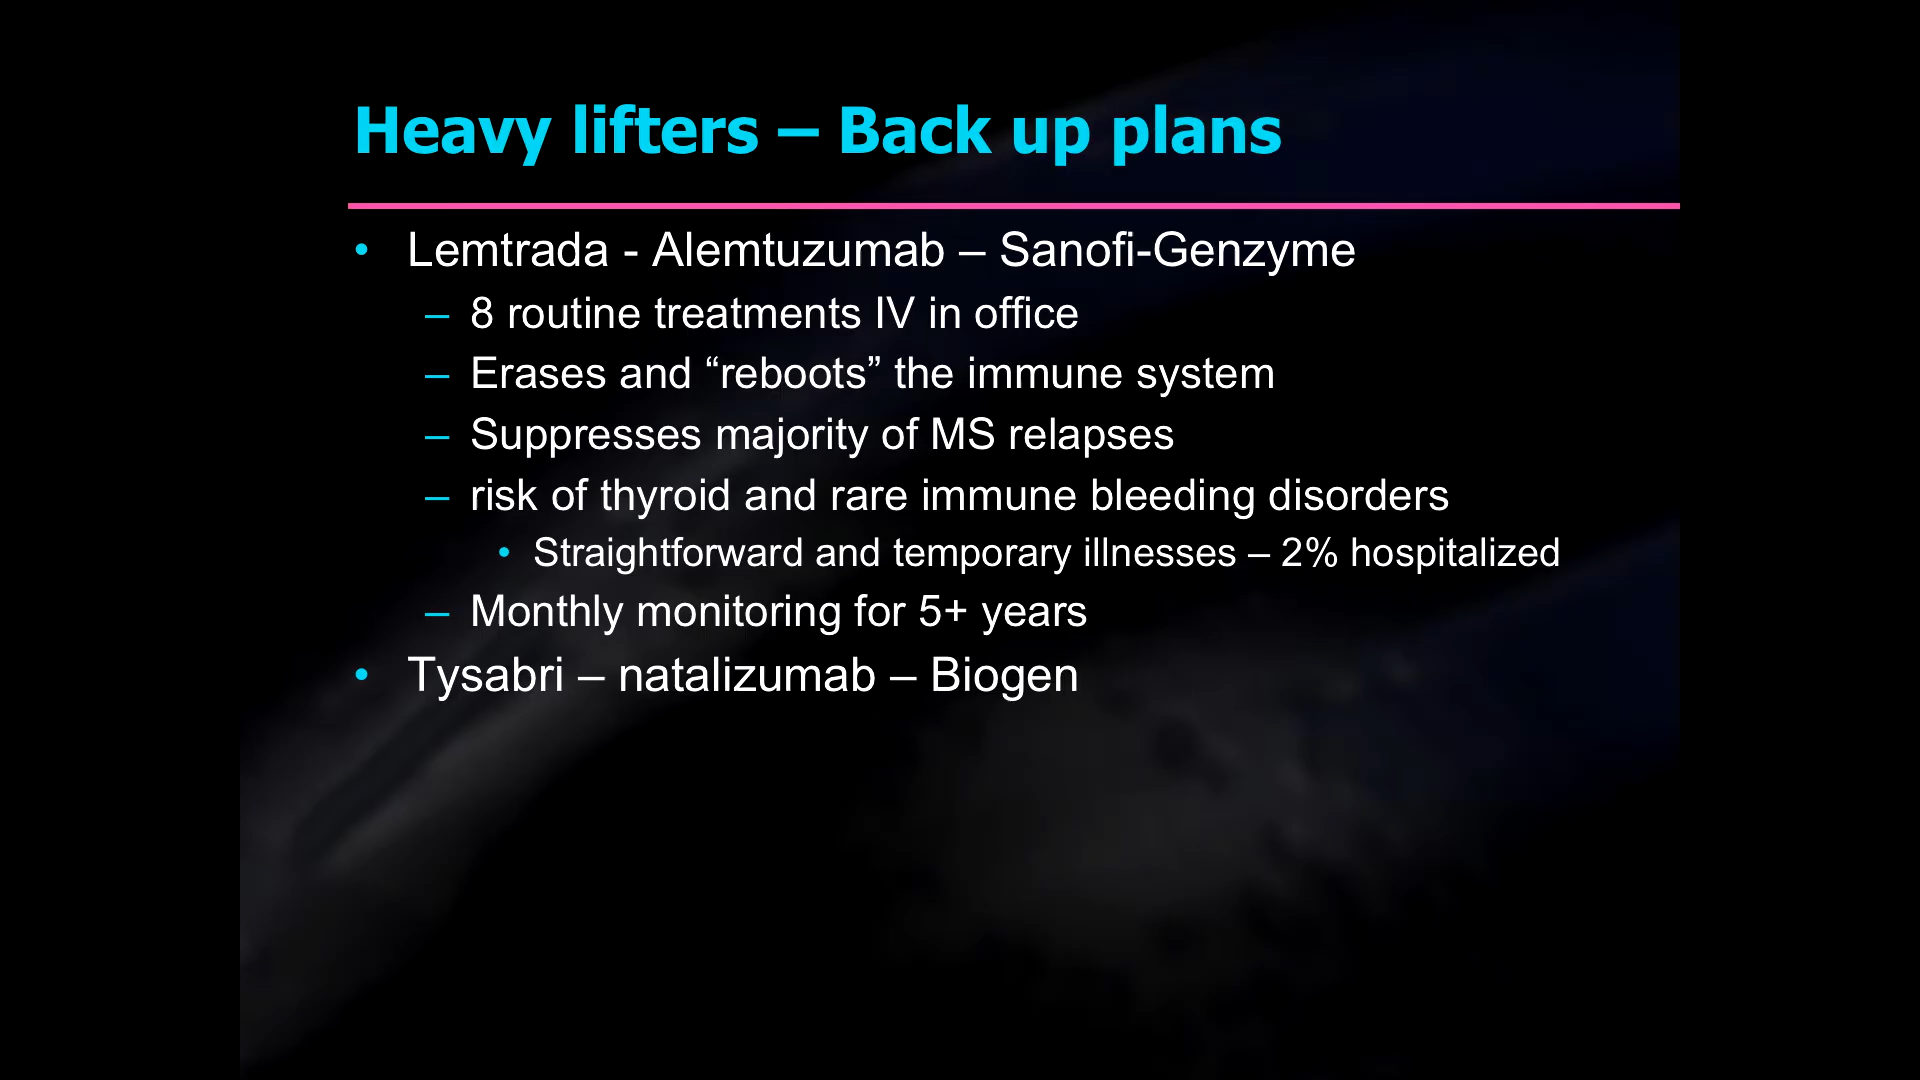 Heavy lifters – Back up plans
• Lemtrada - Alemtuzumab – Sanofi-Genzyme
– 8 routine treatments IV in office
– Erases and “reboots” the immune system
– Suppresses majority of MS relapses
– risk of thyroid and rare immune bleeding disorders
• Straightforward and temporary illnesses – 2% hospitalized
– Monthly monitoring for 5+ years
• Tysabri – natalizumab – Biogen